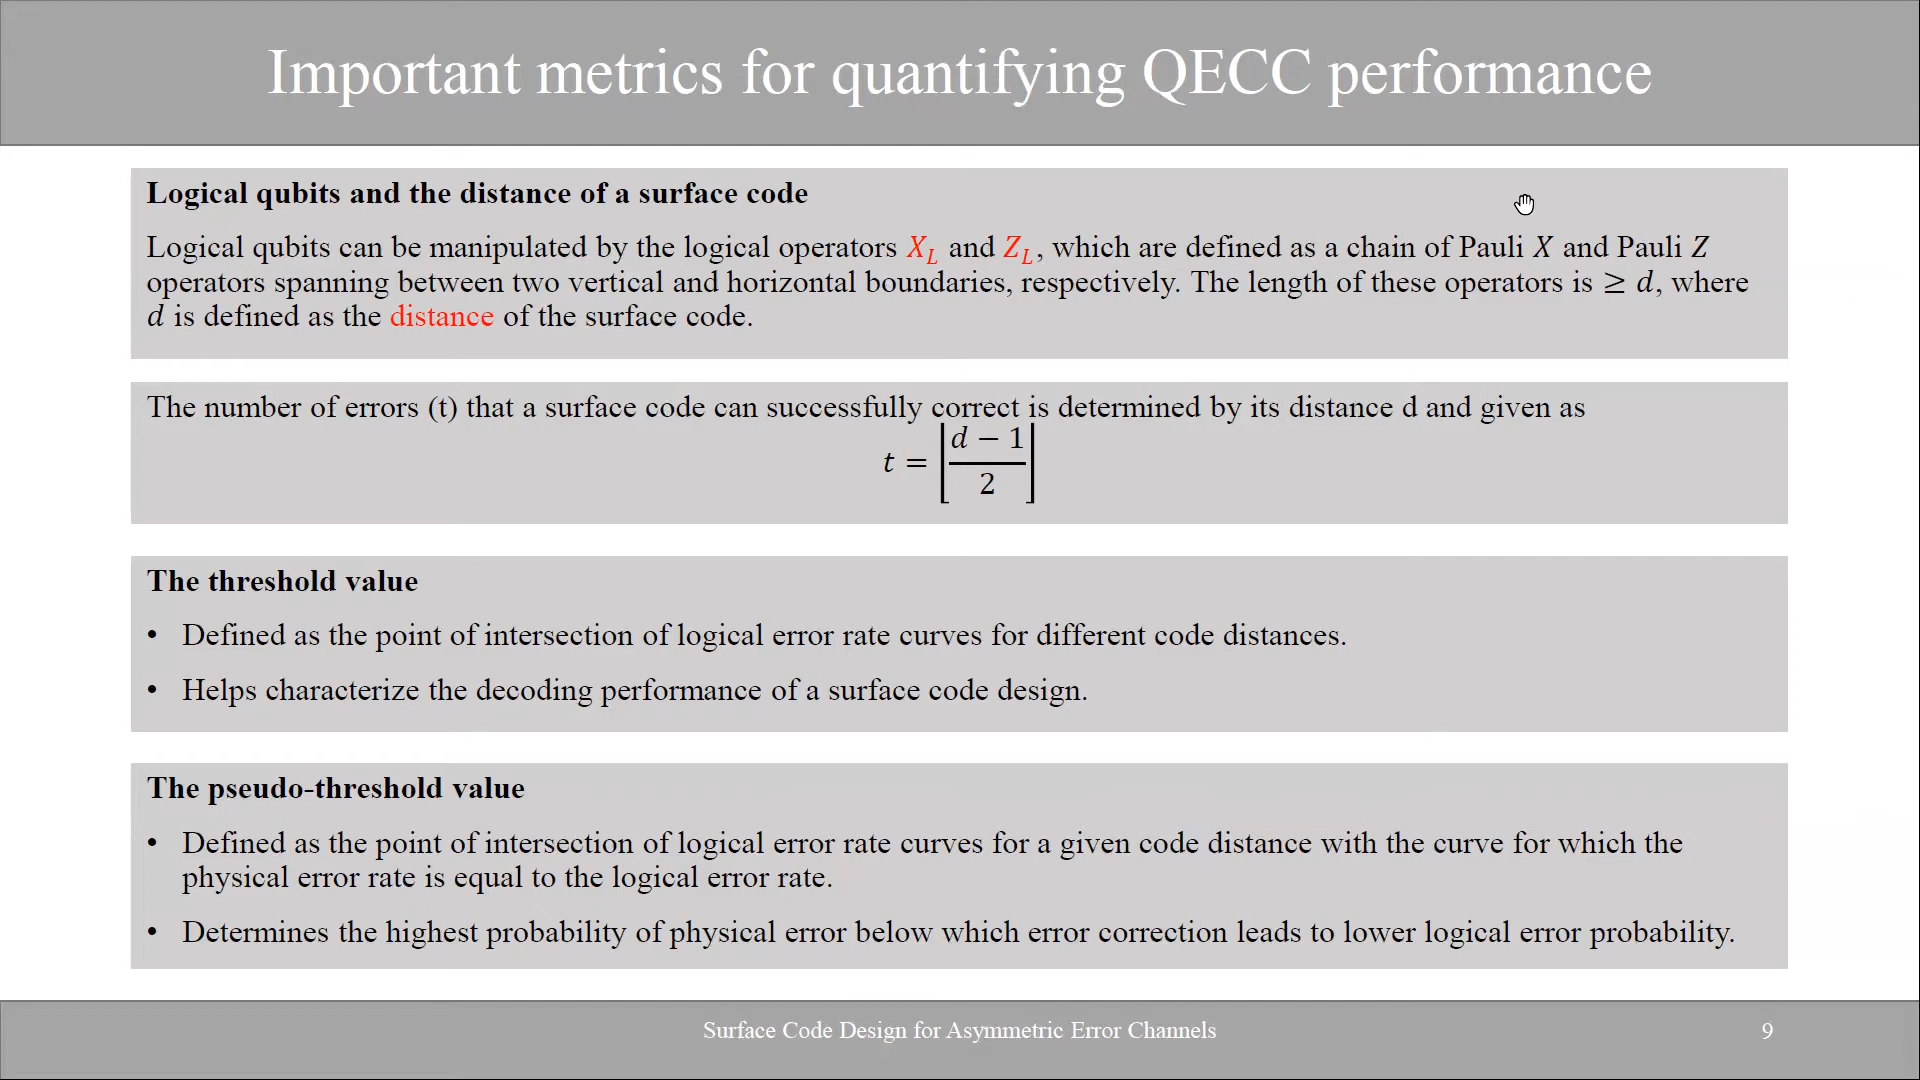 Important metrics for quantifying QECC performance
Logical qubits and the distance of a surface code
Logical qubits can be manipulated by the logical operators X_L and Z_L, which are defined as a chain of Pauli X and Pauli Z
operators spanning between two vertical and horizontal boundaries, respectively. The length of these operators is ≥ d, where
d is defined as the distance of the surface code.
The number of errors (t) that a surface code can successfully correct is determined by its distance d and given as
t = ⌊(d − 1)/2⌋
The threshold value
• Defined as the point of intersection of logical error rate curves for different code distances.
• Helps characterize the decoding performance of a surface code design.
The pseudo-threshold value
• Defined as the point of intersection of logical error rate curves for a given code distance with the curve for which the
physical error rate is equal to the logical error rate.
• Determines the highest probability of physical error below which error correction leads to lower logical error probability.
Surface Code Design for Asymmetric Error Channels
9